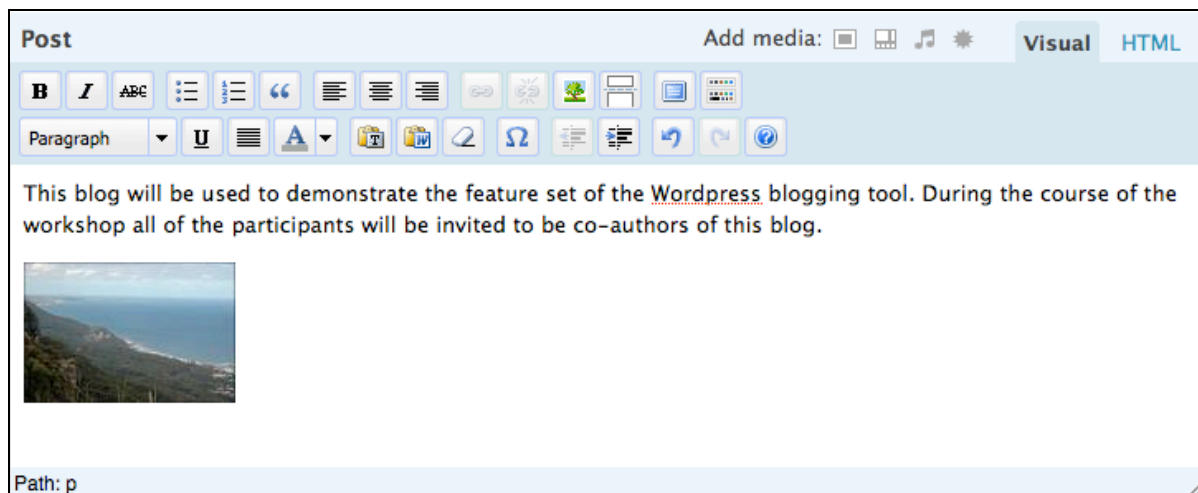 Post Add media: Visual HTML
B I ABC
Paragraph U A T W Ω
This blog will be used to demonstrate the feature set of the Wordpress blogging tool. During the course of the
workshop all of the participants will be invited to be co-authors of this blog.
Path: p